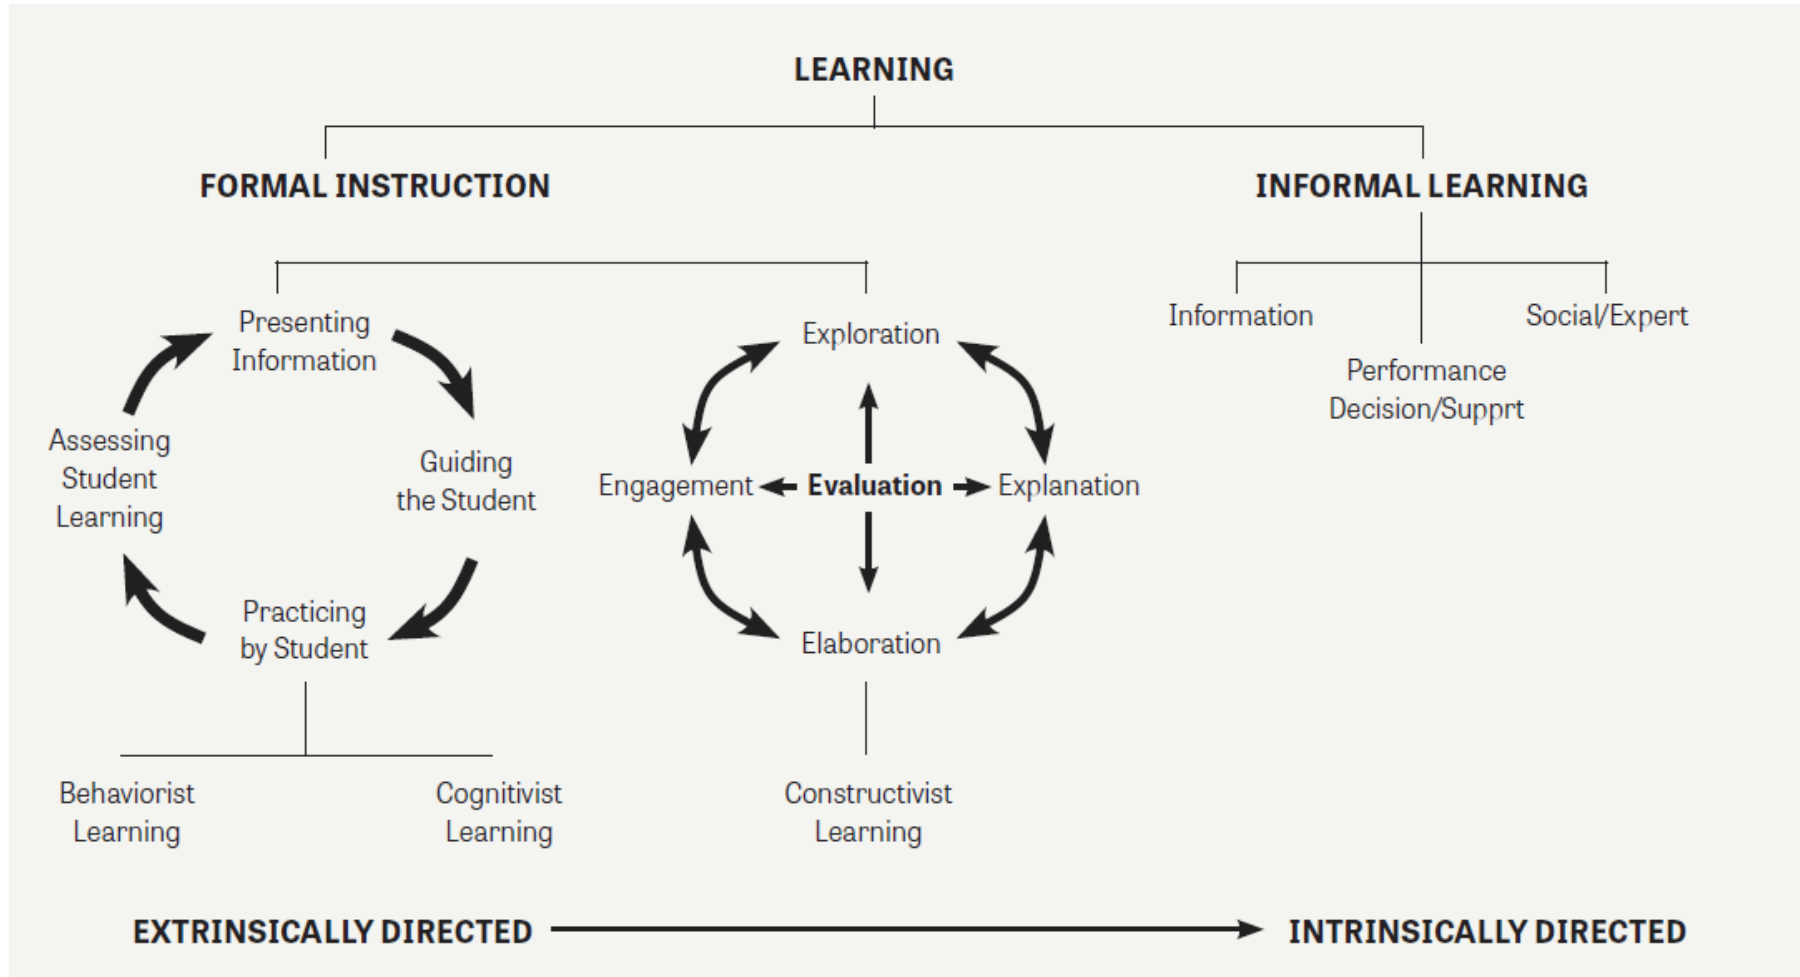 LEARNING
FORMAL INSTRUCTION
INFORMAL LEARNING
Presenting
Information
Guiding
the Student
Practicing
by Student
Assessing
Student
Learning
Exploration
Engagement
Evaluation
Explanation
Elaboration
Information
Performance
Decision/Supprt
Social/Expert
Behaviorist
Learning
Cognitivist
Learning
Constructivist
Learning
EXTRINSICALLY DIRECTED
INTRINSICALLY DIRECTED